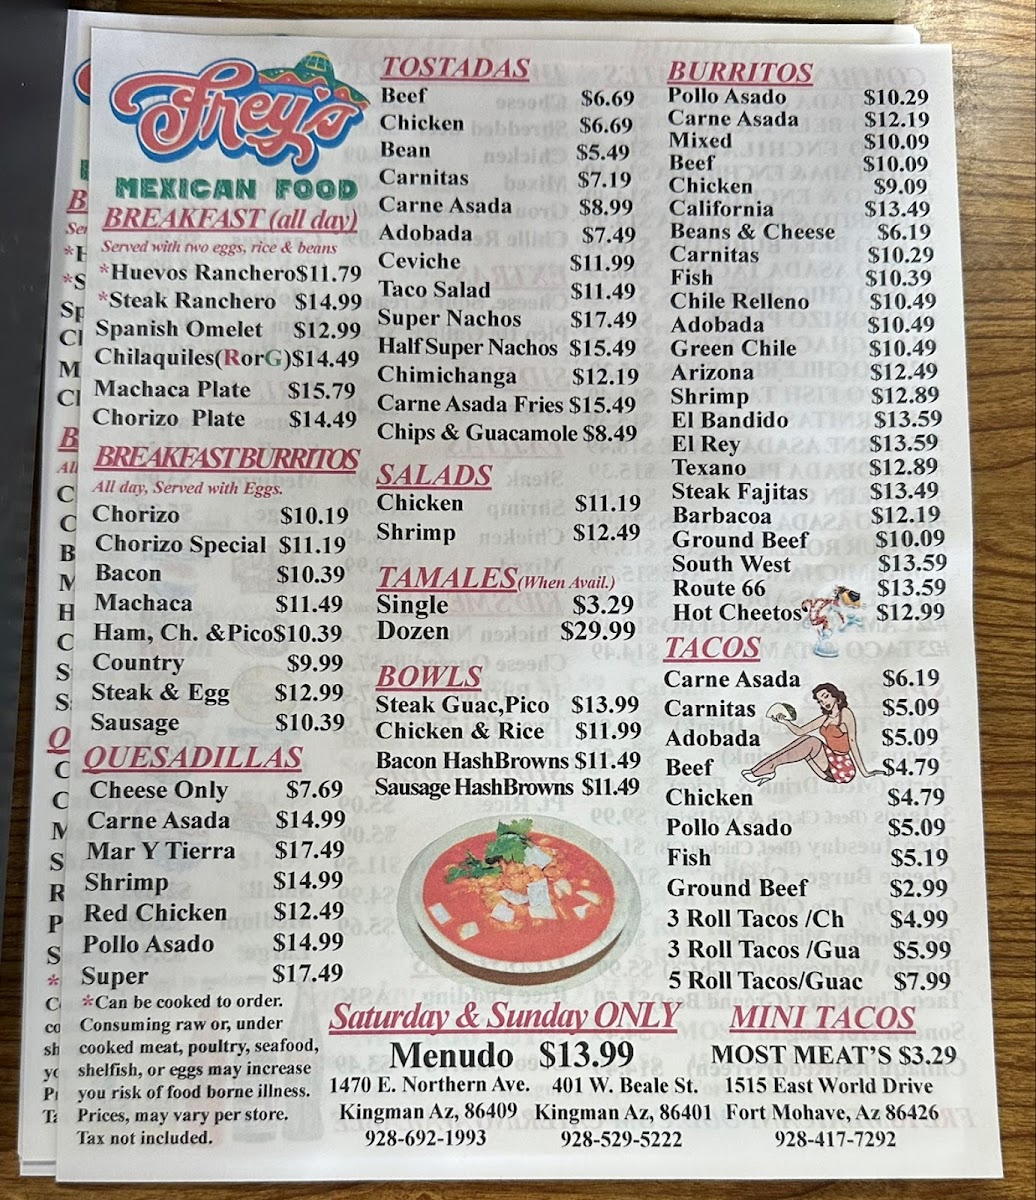 Frey's
MEXICAN FOOD
BREAKFAST (all day)
Served with two eggs, rice & beans
*Huevos Ranchero $11.79
*Steak Ranchero $14.99
Spanish Omelet $12.99
Chilaquiles(RorG) $14.49
Machaca Plate $15.79
Chorizo Plate $14.49
BREAKFAST BURRITOS
All day, Served with Eggs.
Chorizo $10.19
Chorizo Special $11.19
Bacon $10.39
Machaca $11.49
Ham, Ch. &Pico $10.39
Country $9.99
Steak & Egg $12.99
Sausage $10.39
QUESADILLAS
Cheese Only $7.69
Carne Asada $14.99
Mar Y Tierra $17.49
Shrimp $14.99
Red Chicken $12.49
Pollo Asado $14.99
Super $17.49
*Can be cooked to order.
Consuming raw or, under
cooked meat, poultry, seafood,
shelfish, or eggs may increase
you risk of food borne illness.
Prices, may vary per store.
Tax not included.
TOSTADAS
Beef $6.69
Chicken $6.69
Bean $5.49
Carnitas $7.19
Carne Asada $8.99
Adobada $7.49
Ceviche $11.99
Taco Salad $11.49
Super Nachos $17.49
Half Super Nachos $15.49
Chimichanga $12.19
Carne Asada Fries $15.49
Chips & Guacamole $8.49
SALADS
Chicken $11.19
Shrimp $12.49
TAMALES (When Avail.)
Single $3.29
Dozen $29.99
BOWLS
Steak Guac,Pico $13.99
Chicken & Rice $11.99
Bacon HashBrowns $11.49
Sausage HashBrowns $11.49
BURRITOS
Pollo Asado $10.29
Carne Asada $12.19
Mixed $10.09
Beef $10.09
Chicken $9.09
California $13.49
Beans & Cheese $6.19
Carnitas $10.29
Fish $10.39
Chile Relleno $10.49
Adobada $10.49
Green Chile $10.49
Arizona $12.49
Shrimp $12.89
El Bandido $13.59
El Rey $13.59
Texano $12.89
Steak Fajitas $13.49
Barbacoa $12.19
Ground Beef $10.09
South West $13.59
Route 66 $13.59
Hot Cheetos $12.99
TACOS
Carne Asada $6.19
Carnitas $5.09
Adobada $5.09
Beef $4.79
Chicken $4.79
Pollo Asado $5.09
Fish $5.19
Ground Beef $2.99
3 Roll Tacos /Ch $4.99
3 Roll Tacos /Gua $5.99
5 Roll Tacos/Guac $7.99
Saturday & Sunday ONLY
Menudo $13.99
MINI TACOS
MOST MEAT'S $3.29
1470 E. Northern Ave.
Kingman Az, 86409
928-692-1993
401 W. Beale St.
Kingman Az, 86401
928-529-5222
1515 East World Drive
Fort Mohave, Az 86426
928-417-7292